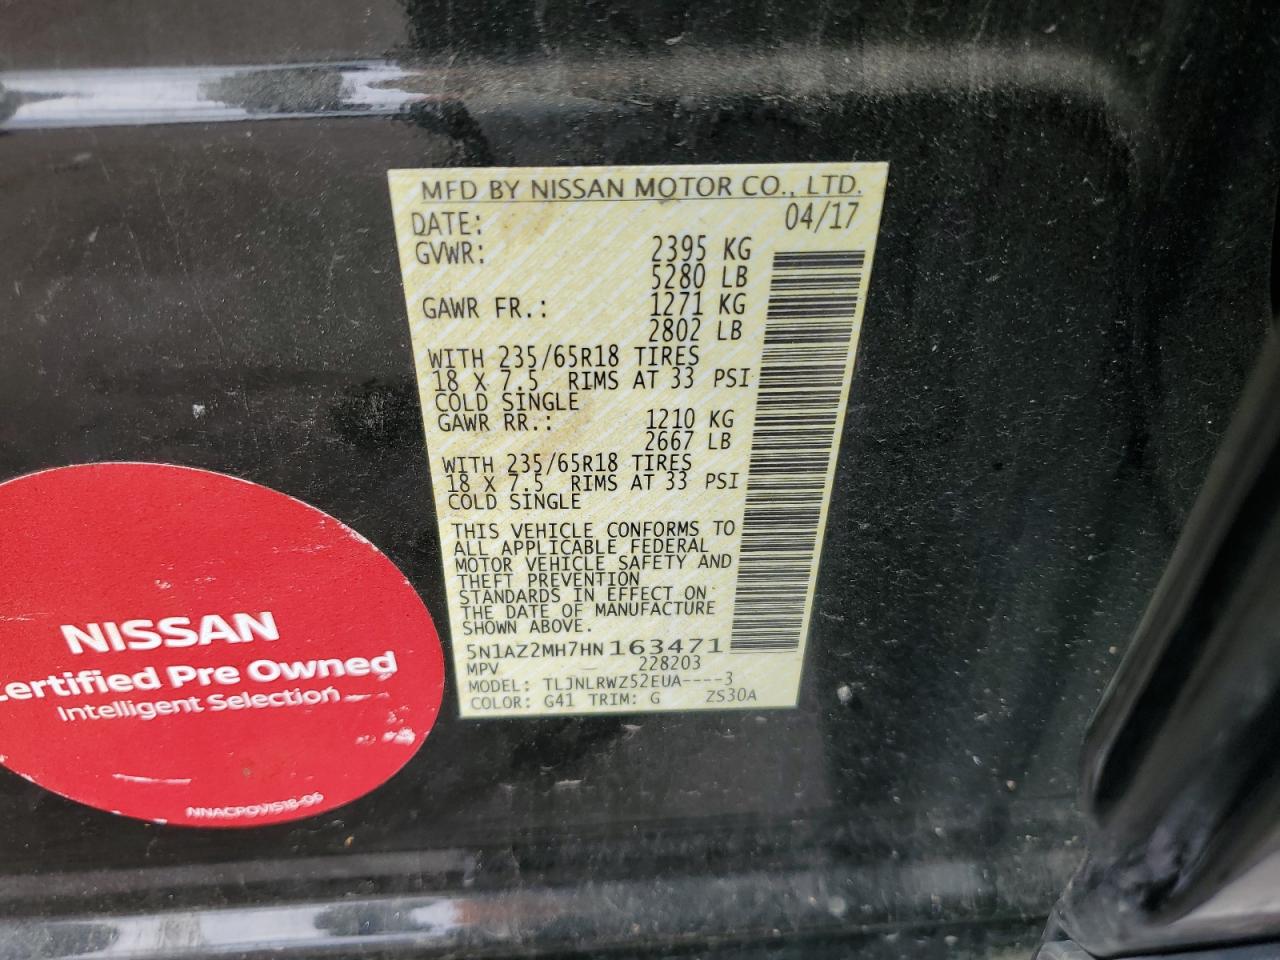 MFD BY NISSAN MOTOR CO., LTD.
DATE: 04/17
GVWR: 2395 KG
5280 LB
GAWR FR.: 1271 KG
2802 LB
WITH 235/65R18 TIRES
18 X 7.5 RIMS AT 33 PSI
COLD SINGLE
GAWR RR.: 1210 KG
2667 LB
WITH 235/65R18 TIRES
18 X 7.5 RIMS AT 33 PSI
COLD SINGLE
THIS VEHICLE CONFORMS TO
ALL APPLICABLE FEDERAL
MOTOR VEHICLE SAFETY AND
THEFT PREVENTION
STANDARDS IN EFFECT ON
THE DATE OF MANUFACTURE
SHOWN ABOVE.
5N1AZ2MH7HN163471
MPV — 228203
MODEL: TLJNLRWZ52EUA----3
COLOR: G41 TRIM: G ZS30A
NISSAN
Certified Pre Owned
Intelligent Selection
NNACPOVIS18-06